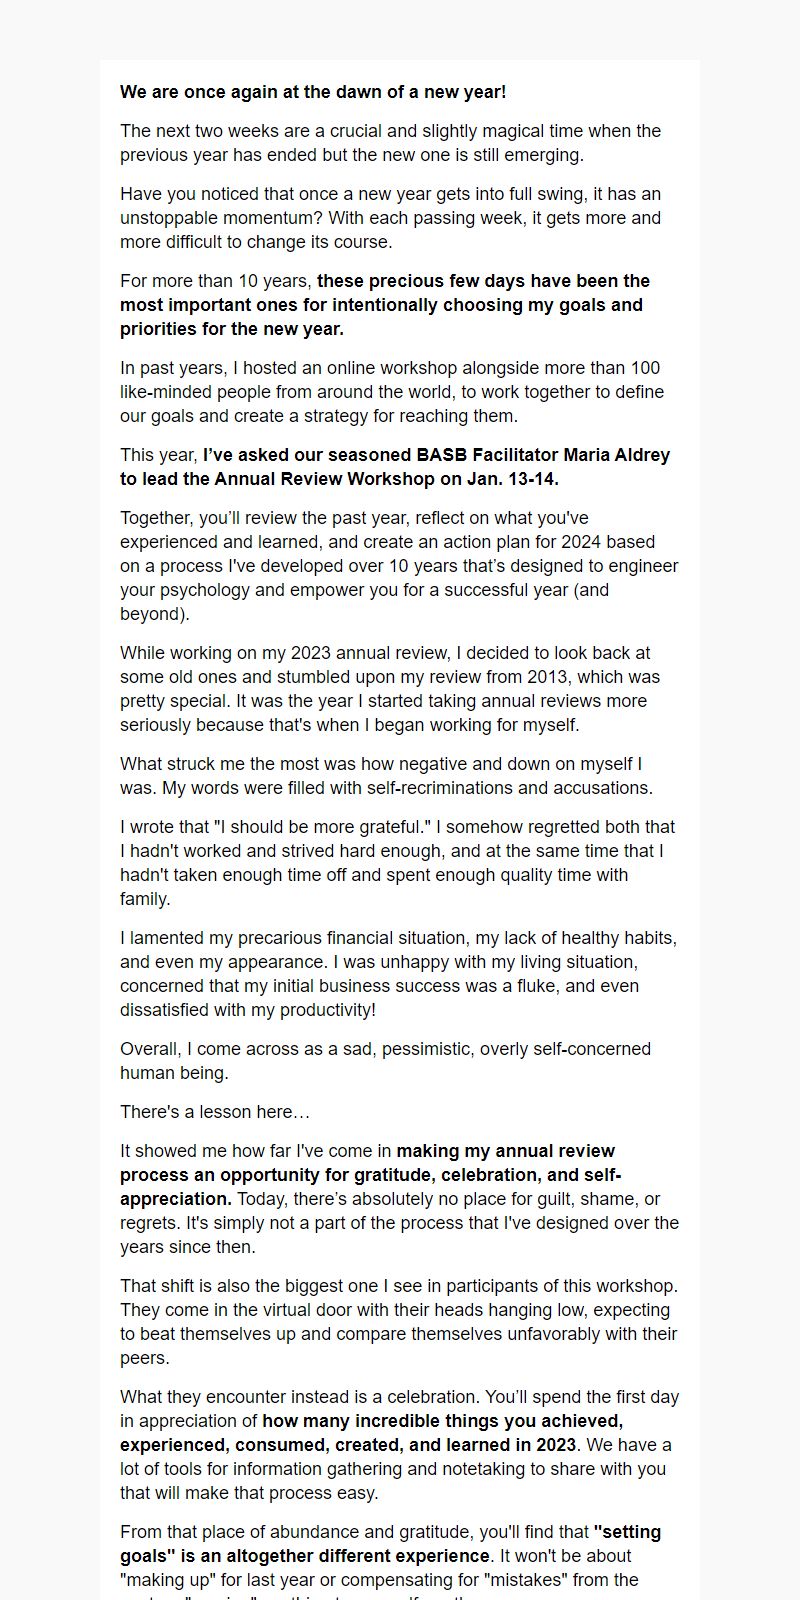 We are once again at the dawn of a new year!
The next two weeks are a crucial and slightly magical time when the
previous year has ended but the new one is still emerging.
Have you noticed that once a new year gets into full swing, it has an
unstoppable momentum? With each passing week, it gets more and
more difficult to change its course.
For more than 10 years, these precious few days have been the
most important ones for intentionally choosing my goals and
priorities for the new year.
In past years, I hosted an online workshop alongside more than 100
like-minded people from around the world, to work together to define
our goals and create a strategy for reaching them.
This year, I’ve asked our seasoned BASB Facilitator Maria Aldrey
to lead the Annual Review Workshop on Jan. 13-14.
Together, you’ll review the past year, reflect on what you've
experienced and learned, and create an action plan for 2024 based
on a process I've developed over 10 years that’s designed to engineer
your psychology and empower you for a successful year (and
beyond).
While working on my 2023 annual review, I decided to look back at
some old ones and stumbled upon my review from 2013, which was
pretty special. It was the year I started taking annual reviews more
seriously because that's when I began working for myself.
What struck me the most was how negative and down on myself I
was. My words were filled with self-recriminations and accusations.
I wrote that "I should be more grateful." I somehow regretted both that
I hadn't worked and strived hard enough, and at the same time that I
hadn't taken enough time off and spent enough quality time with
family.
I lamented my precarious financial situation, my lack of healthy habits,
and even my appearance. I was unhappy with my living situation,
concerned that my initial business success was a fluke, and even
dissatisfied with my productivity!
Overall, I come across as a sad, pessimistic, overly self-concerned
human being.
There's a lesson here…
It showed me how far I've come in making my annual review
process an opportunity for gratitude, celebration, and self-
appreciation. Today, there’s absolutely no place for guilt, shame, or
regrets. It's simply not a part of the process that I've designed over the
years since then.
That shift is also the biggest one I see in participants of this workshop.
They come in the virtual door with their heads hanging low, expecting
to beat themselves up and compare themselves unfavorably with their
peers.
What they encounter instead is a celebration. You’ll spend the first day
in appreciation of how many incredible things you achieved,
experienced, consumed, created, and learned in 2023. We have a
lot of tools for information gathering and notetaking to share with you
that will make that process easy.
From that place of abundance and gratitude, you'll find that "setting
goals" is an altogether different experience. It won't be about
"making up" for last year or compensating for "mistakes" from the